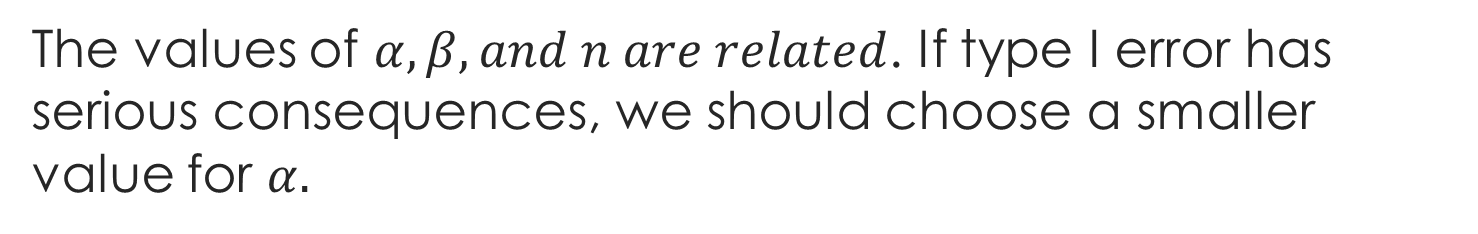 The values of α, β, and n are related. If type I error has
serious consequences, we should choose a smaller
value for α.